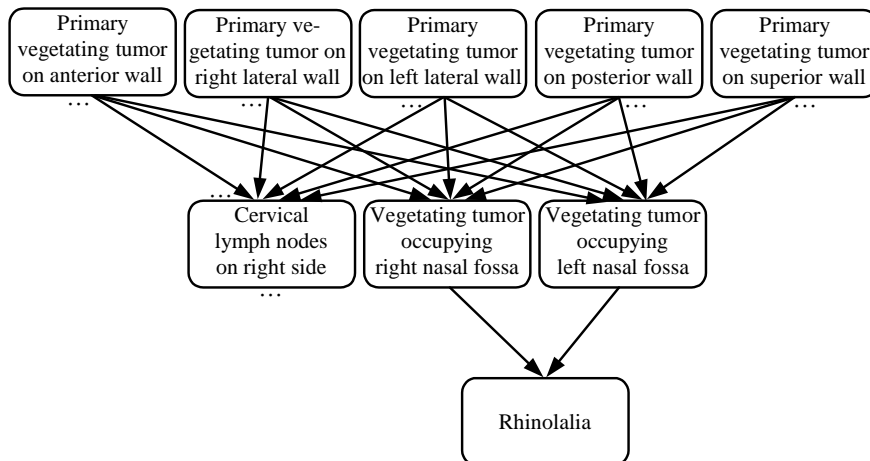 Primary
vegetating tumor
on anterior wall
Primary ve-
getating tumor on
right lateral wall
Primary
vegetating tumor
on left lateral wall
Primary
vegetating tumor
on posterior wall
Primary
vegetating tumor
on superior wall
...
...
...
...
...
...
Cervical
lymph nodes
on right side
...
Vegetating tumor
occupying
right nasal fossa
Vegetating tumor
occupying
left nasal fossa
Rhinolalia